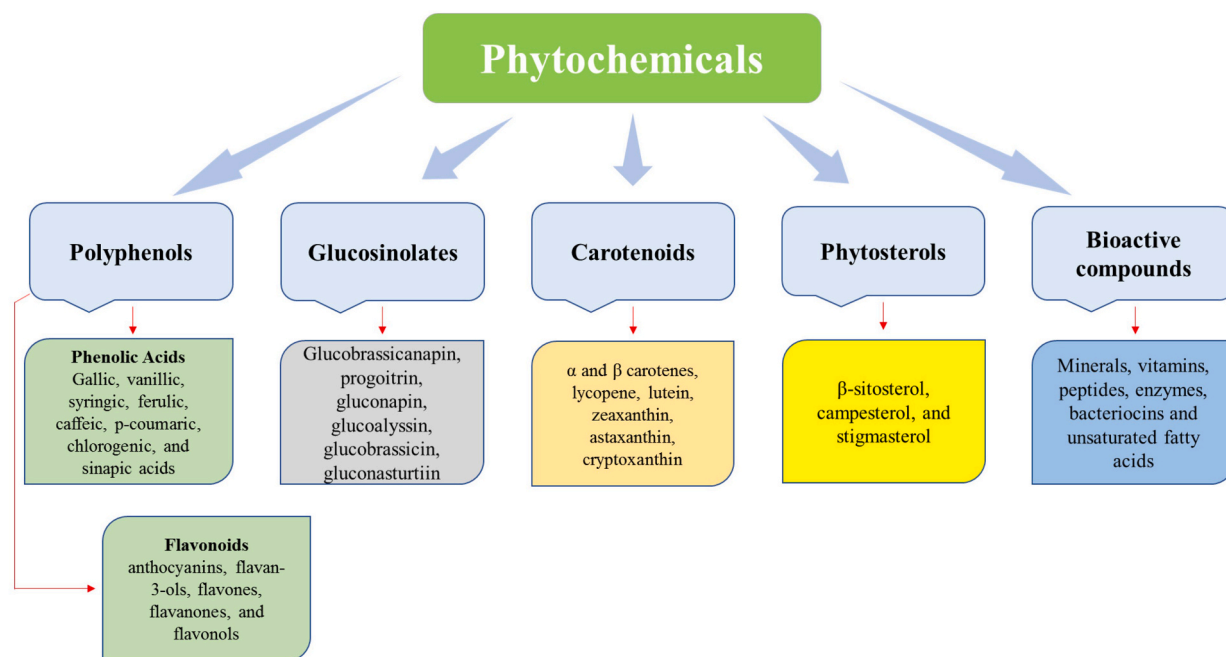 Phytochemicals
Polyphenols
Glucosinolates
Carotenoids
Phytosterols
Bioactive
compounds
Phenolic Acids
Gallic, vanillic,
syringic, ferulic,
caffeic, p-coumaric,
chlorogenic, and
sinapic acids
Glucobrassicanapin,
progoitrin,
gluconapin,
glucoalyssin,
glucobrassicin,
gluconasturtiin
α and β carotenes,
lycopene, lutein,
zeaxanthin,
astaxanthin,
cryptoxanthin
β-sitosterol,
campesterol, and
stigmasterol
Minerals, vitamins,
peptides, enzymes,
bacteriocins and
unsaturated fatty
acids
Flavonoids
anthocyanins, flavan-
3-ols, flavones,
flavanones, and
flavonols